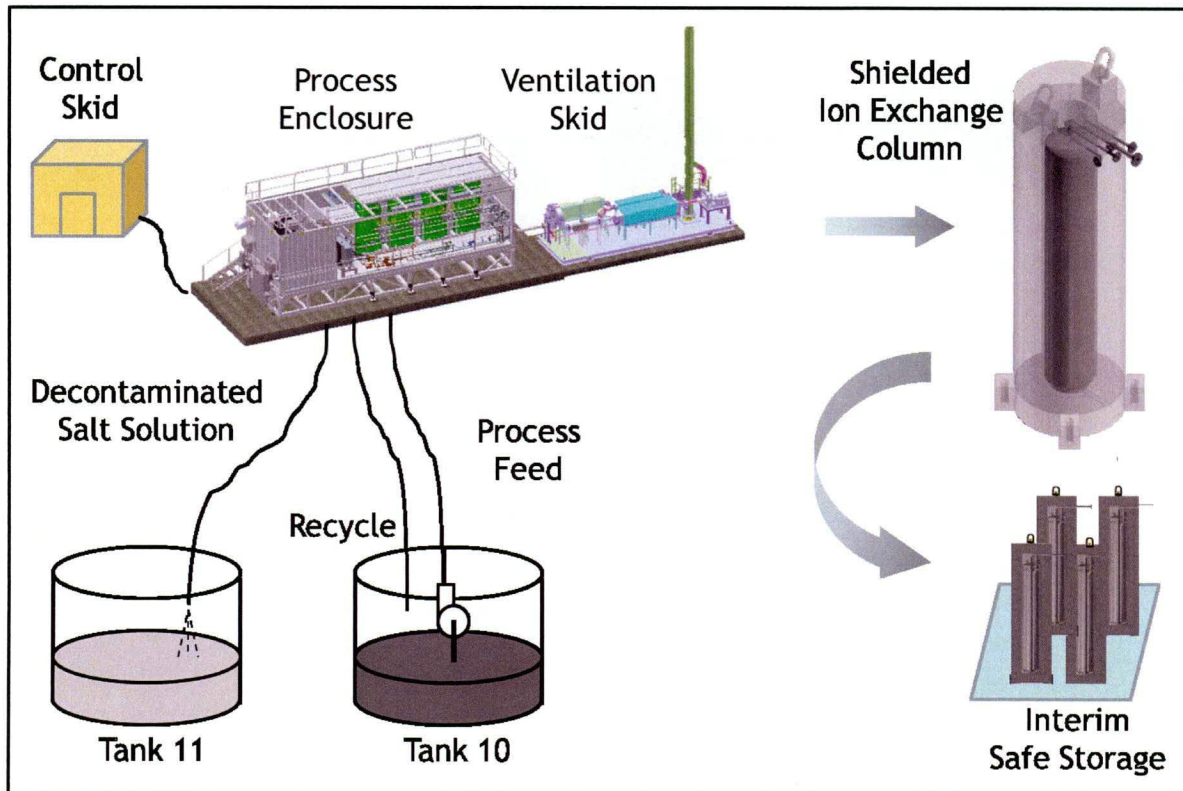 Control
Skid
Process
Enclosure
Ventilation
Skid
Shielded
Ion Exchange
Column
Decontaminated
Salt Solution
Process
Feed
Recycle
Tank 11
Tank 10
Interim
Safe Storage